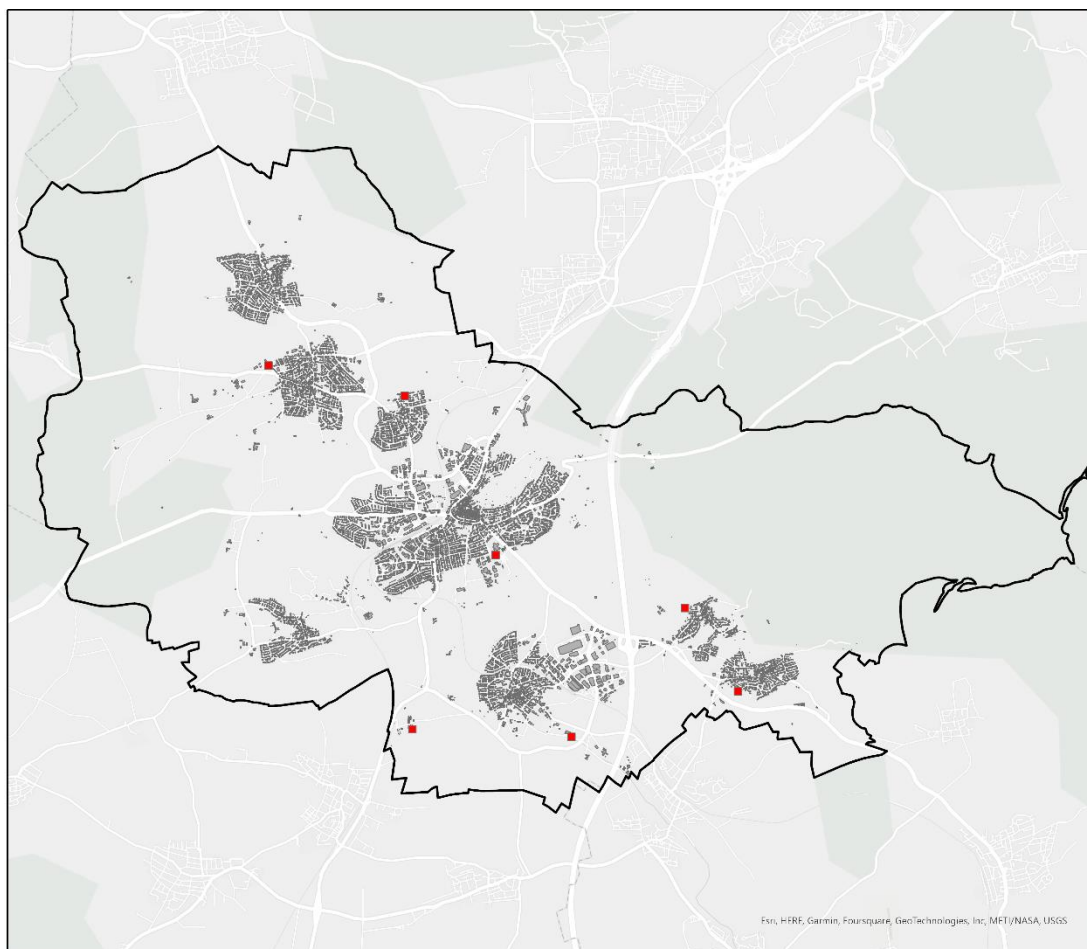 Esri, HERE, Garmin, Foursquare, GeoTechnologies, Inc, METI/NASA, USGS